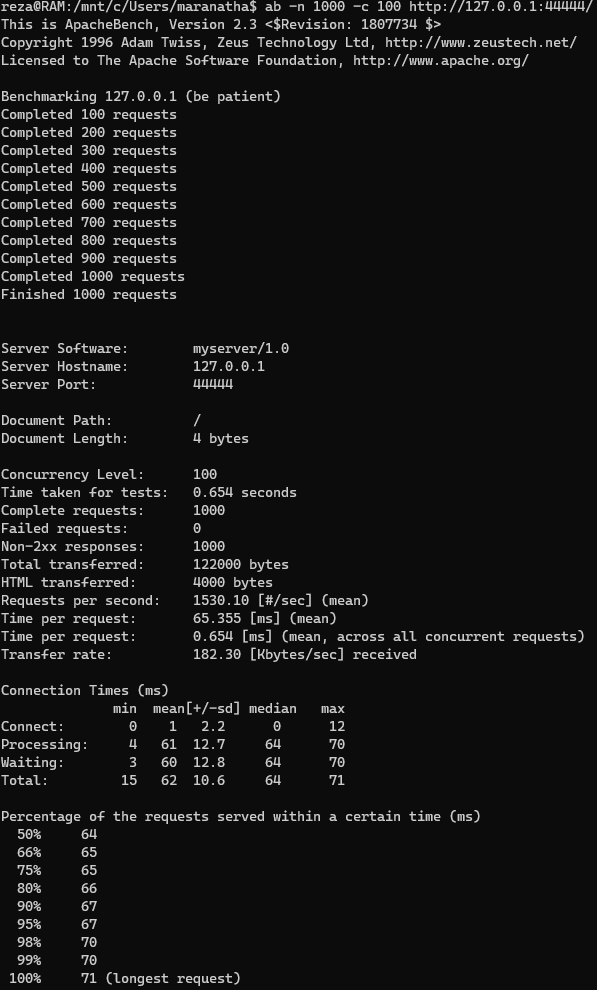 reza@RAM:/mnt/c/Users/maranatha$ ab -n 1000 -c 100 http://127.0.0.1:44444/
This is ApacheBench, Version 2.3 <$Revision: 1807734 $>
Copyright 1996 Adam Twiss, Zeus Technology Ltd, http://www.zeustech.net/
Licensed to The Apache Software Foundation, http://www.apache.org/

Benchmarking 127.0.0.1 (be patient)
Completed 100 requests
Completed 200 requests
Completed 300 requests
Completed 400 requests
Completed 500 requests
Completed 600 requests
Completed 700 requests
Completed 800 requests
Completed 900 requests
Completed 1000 requests
Finished 1000 requests


Server Software:        myserver/1.0
Server Hostname:        127.0.0.1
Server Port:            44444

Document Path:          /
Document Length:        4 bytes

Concurrency Level:      100
Time taken for tests:   0.654 seconds
Complete requests:      1000
Failed requests:        0
Non-2xx responses:      1000
Total transferred:      122000 bytes
HTML transferred:       4000 bytes
Requests per second:    1530.10 [#/sec] (mean)
Time per request:       65.355 [ms] (mean)
Time per request:       0.654 [ms] (mean, across all concurrent requests)
Transfer rate:          182.30 [Kbytes/sec] received

Connection Times (ms)
              min  mean[+/-sd] median   max
Connect:        0    1   2.2      0      12
Processing:     4   61  12.7     64      70
Waiting:        3   60  12.8     64      70
Total:         15   62  10.6     64      71

Percentage of the requests served within a certain time (ms)
  50%     64
  66%     65
  75%     65
  80%     66
  90%     67
  95%     67
  98%     70
  99%     70
 100%     71 (longest request)